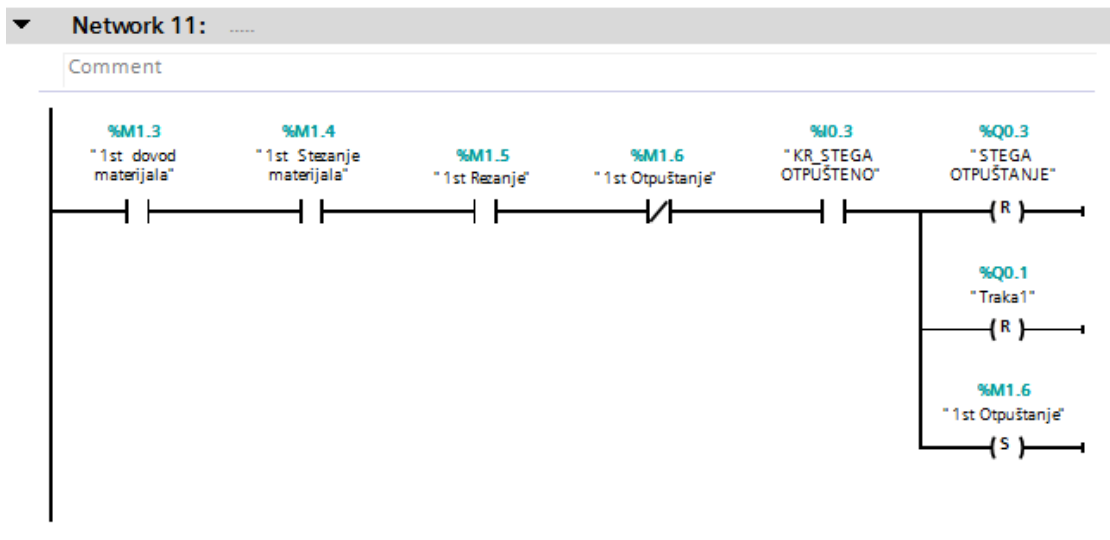 Network 11: .....
Comment
%M1.3
"1st dovod
materijala"
%M1.4
"1st Stezanje
materijala"
%M1.5
"1st Rezanje"
%M1.6
"1st Otpuštanje"
%I0.3
"KR_STEGA
OTPUŠTENO"
%Q0.3
"STEGA
OTPUŠTANJE"
R
%Q0.1
"Traka1"
R
%M1.6
"1st Otpuštanje"
S